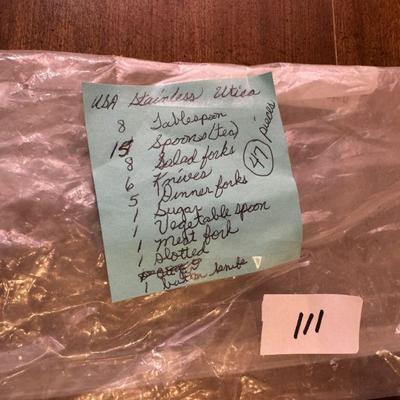 USA Stainless Utica
8 Tablespoon
15 Spoons (tea)
8 Salad forks
6 Knives
5 Dinner forks
1 Sugar
1 Vegetable spoon
1 meat fork
1 slotted
1 butter knife
47 pieces
111